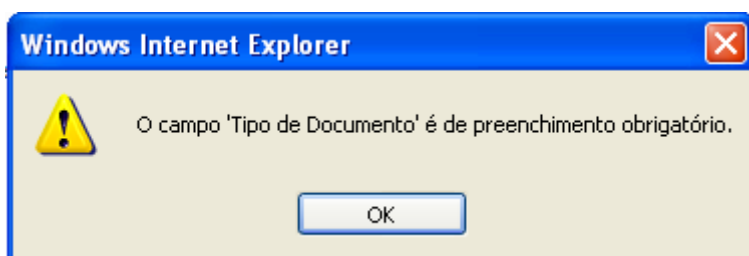 Windows Internet Explorer
O campo 'Tipo de Documento' é de preenchimento obrigatório.
OK